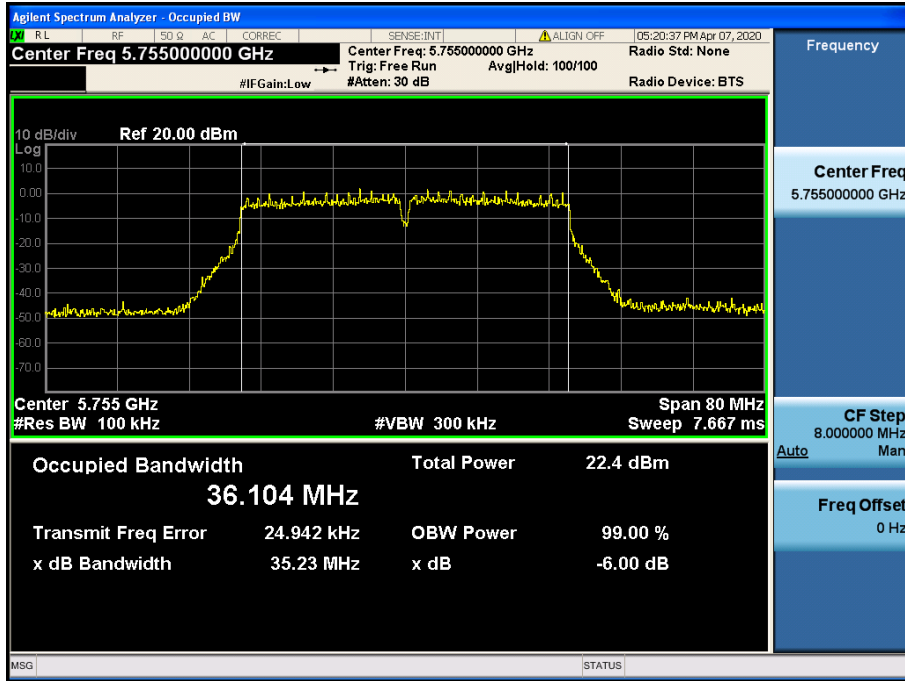 Agilent Spectrum Analyzer - Occupied BW
LXI RL RF 50 Ω AC CORREC SENSE:INT ALIGN OFF 05:20:37 PM Apr 07, 2020
Center Freq 5.755000000 GHz
Center Freq: 5.755000000 GHz Radio Std: None
Trig: Free Run Avg|Hold: 100/100
#IFGain:Low #Atten: 30 dB Radio Device: BTS
10 dB/div Ref 20.00 dBm
Log
10.0
0.00
-10.0
-20.0
-30.0
-40.0
-50.0
-60.0
-70.0
Center 5.755 GHz Span 80 MHz
#Res BW 100 kHz #VBW 300 kHz Sweep 7.667 ms
Occupied Bandwidth Total Power 22.4 dBm
36.104 MHz
Transmit Freq Error 24.942 kHz OBW Power 99.00 %
x dB Bandwidth 35.23 MHz x dB -6.00 dB
MSG STATUS
Frequency
Center Freq
5.755000000 GHz
CF Step
8.000000 MHz
Auto Man
Freq Offset
0 Hz